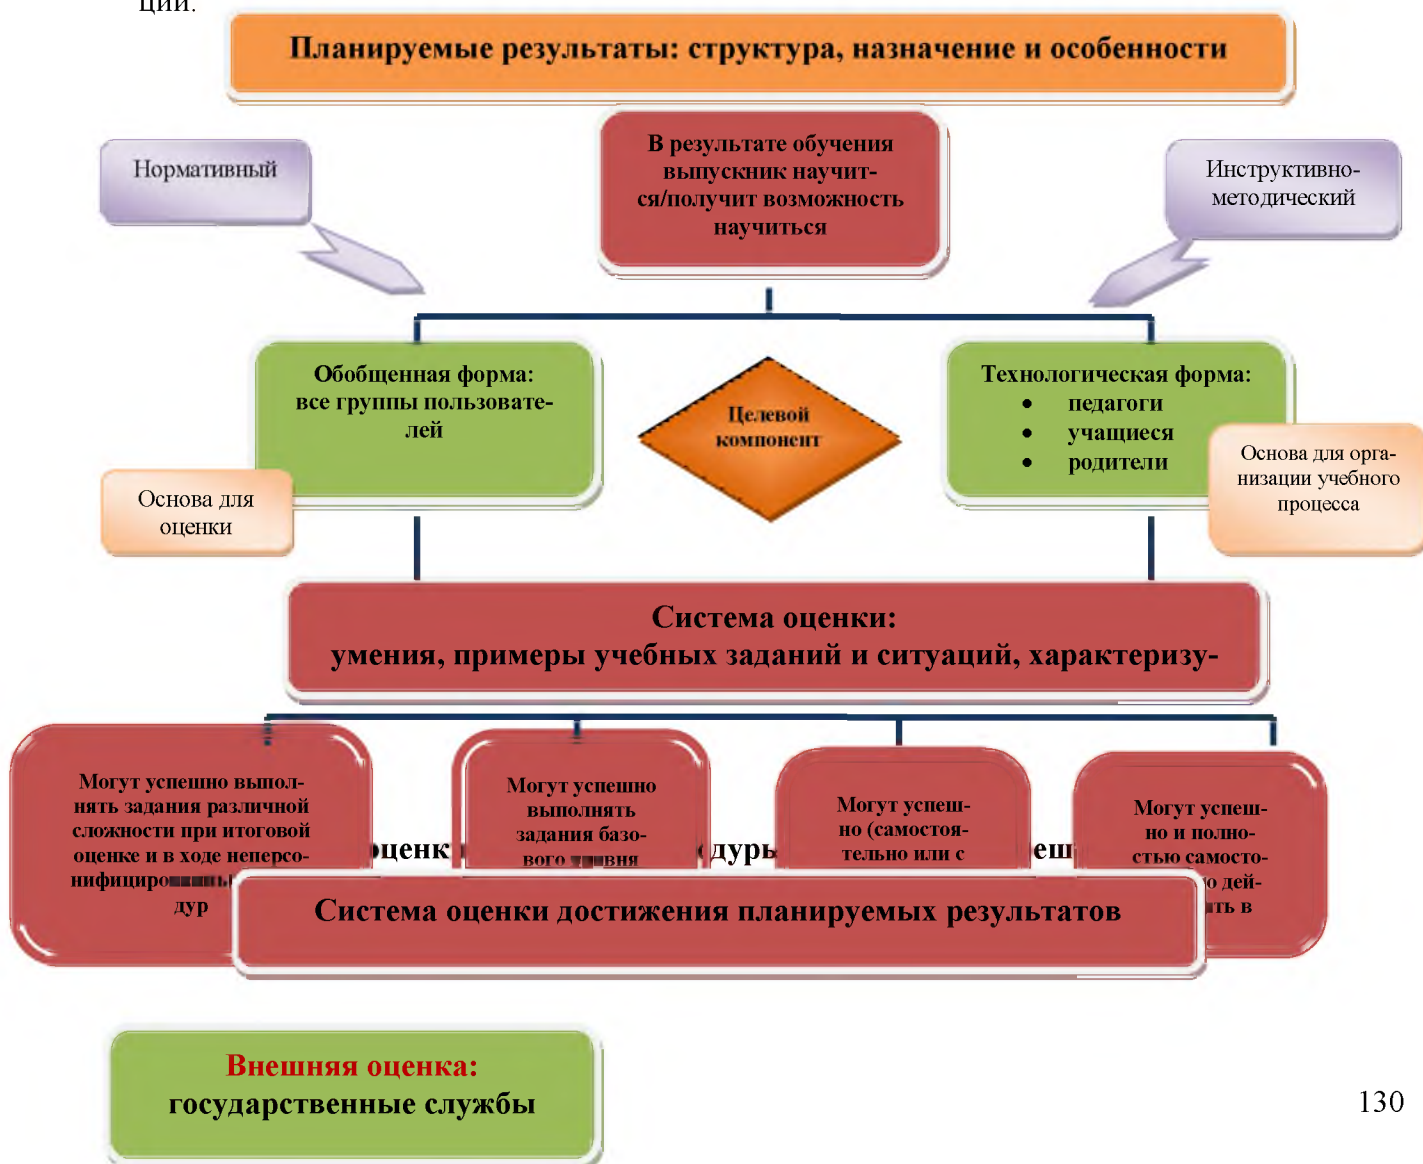 ции.
Планируемые результаты: структура, назначение и особенности
В результате обучения
выпускник научит-
ся/получит возможность
научиться
Нормативный
Инструктивно-
методический
Обобщенная форма:
все группы пользовате-
лей
Целевой
компонент
Технологическая форма:
• педагоги
• учащиеся
• родители
Основа для
оценки
Основа для орга-
низации учебного
процесса
Система оценки:
умения, примеры учебных заданий и ситуаций, характеризу-
Могут успешно выпол-
нять задания различной
сложности при итоговой
оценке и в ходе неперсо-
дур
Могут успешно
выполнять
задания базо-
вого уровня
Могут успеш-
но (самостоя-
тельно или с
Могут успеш-
но и полно-
стью самосто-
дей-
в
Система оценки достижения планируемых результатов
Внешняя оценка:
государственные службы
130